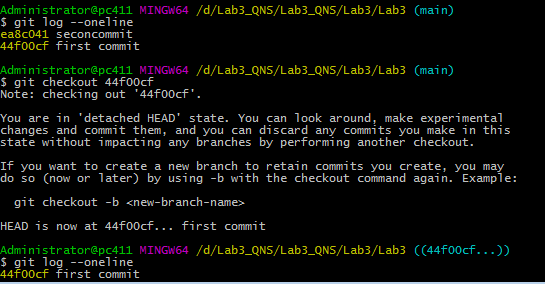 Administrator@pc411 MINGW64 /d/Lab3_QNS/Lab3_QNS/Lab3/Lab3 (main)
$ git log --oneline
ea8c041 seconcommit
44f00cf first commit
Administrator@pc411 MINGW64 /d/Lab3_QNS/Lab3_QNS/Lab3/Lab3 (main)
$ git checkout 44f00cf
Note: checking out '44f00cf'.
You are in 'detached HEAD' state. You can look around, make experimental
changes and commit them, and you can discard any commits you make in this
state without impacting any branches by performing another checkout.
If you want to create a new branch to retain commits you create, you may
do so (now or later) by using -b with the checkout command again. Example:
git checkout -b <new-branch-name>
HEAD is now at 44f00cf... first commit
Administrator@pc411 MINGW64 /d/Lab3_QNS/Lab3_QNS/Lab3/Lab3 ((44f00cf...))
$ git log --oneline
44f00cf first commit